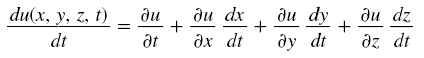 du(x, y, z, t)/dt = ∂u/∂t + ∂u/∂x dx/dt + ∂u/∂y dy/dt + ∂u/∂z dz/dt